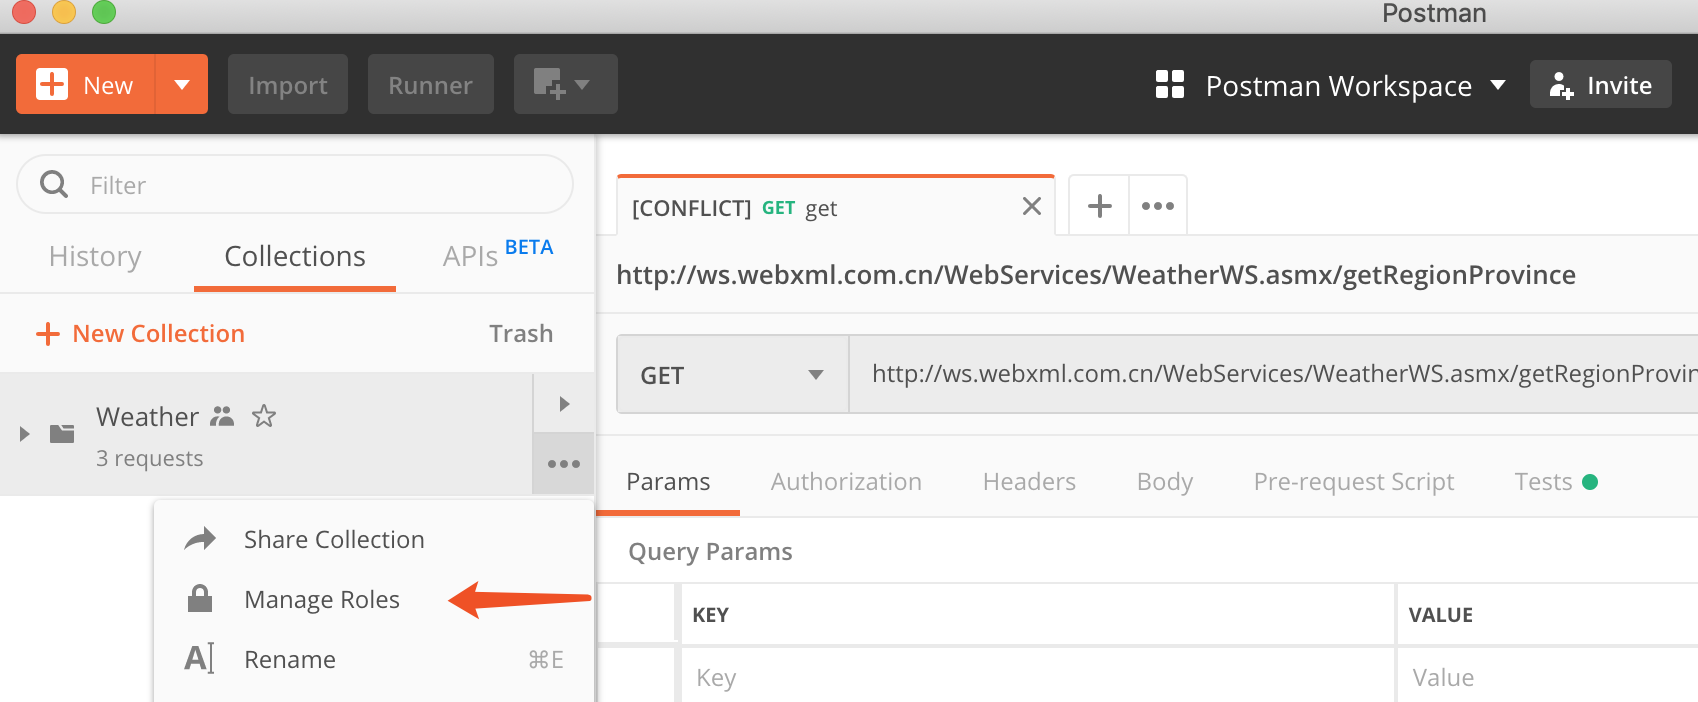 Postman
New Import Runner Postman Workspace Invite
Filter
History Collections APIs BETA
+ New Collection Trash
Weather
3 requests
Share Collection
Manage Roles
Rename ⌘E
[CONFLICT] GET get
http://ws.webxml.com.cn/WebServices/WeatherWS.asmx/getRegionProvince
GET http://ws.webxml.com.cn/WebServices/WeatherWS.asmx/getRegionProvin
Params Authorization Headers Body Pre-request Script Tests
Query Params
KEY VALUE
Key Value